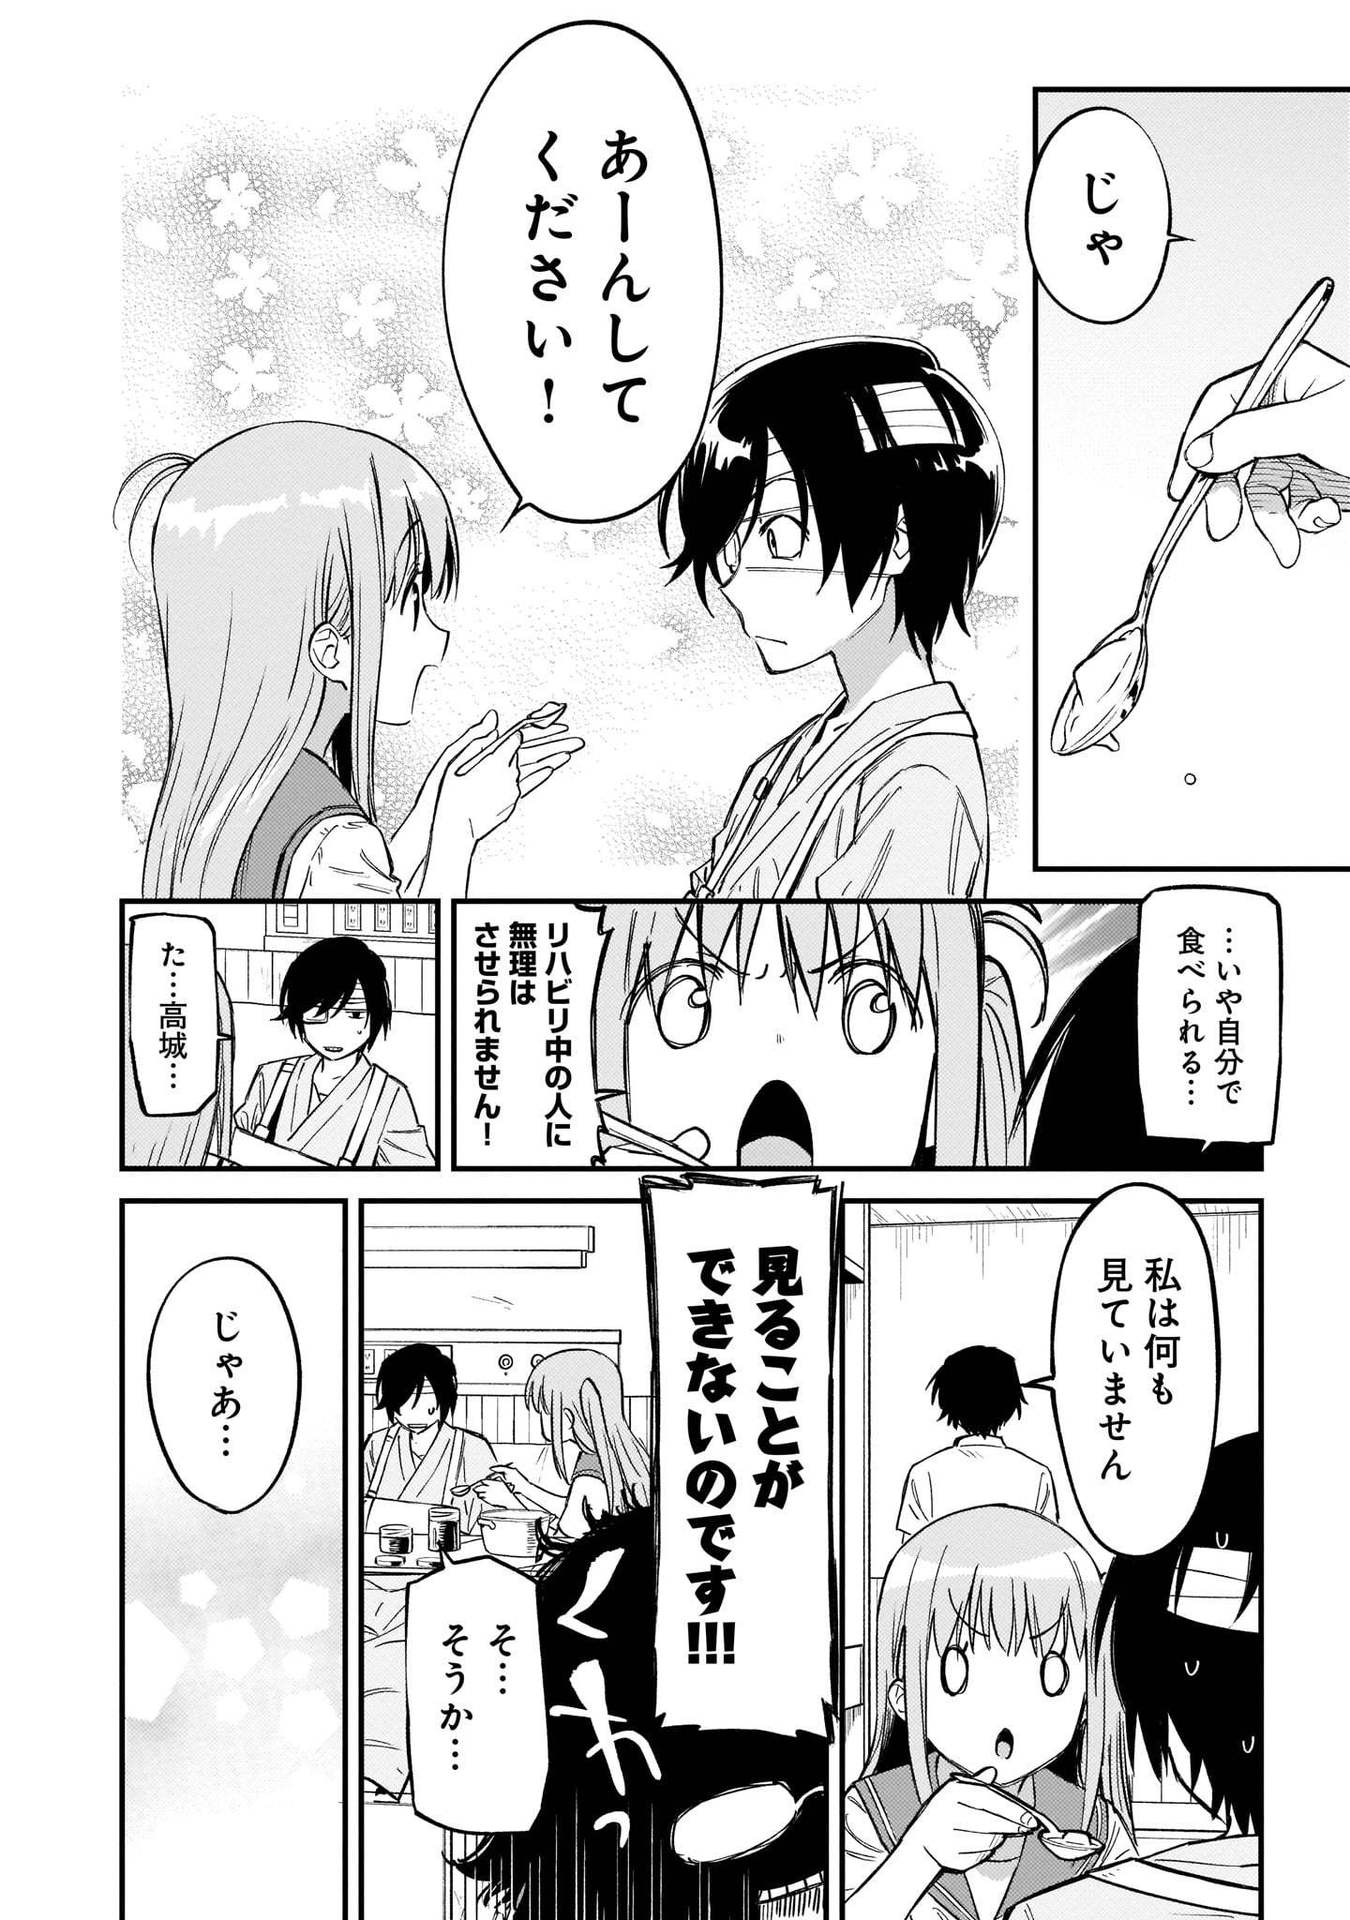 じゃ
あーんして
ください！
…いや自分で
食べられる…
リハビリ中の人に
無理は
させられません！
た…高城…
私は何も
見ていません
見ることが
できないのです!!!
くわっ
そ…
そうか…
じゃあ…